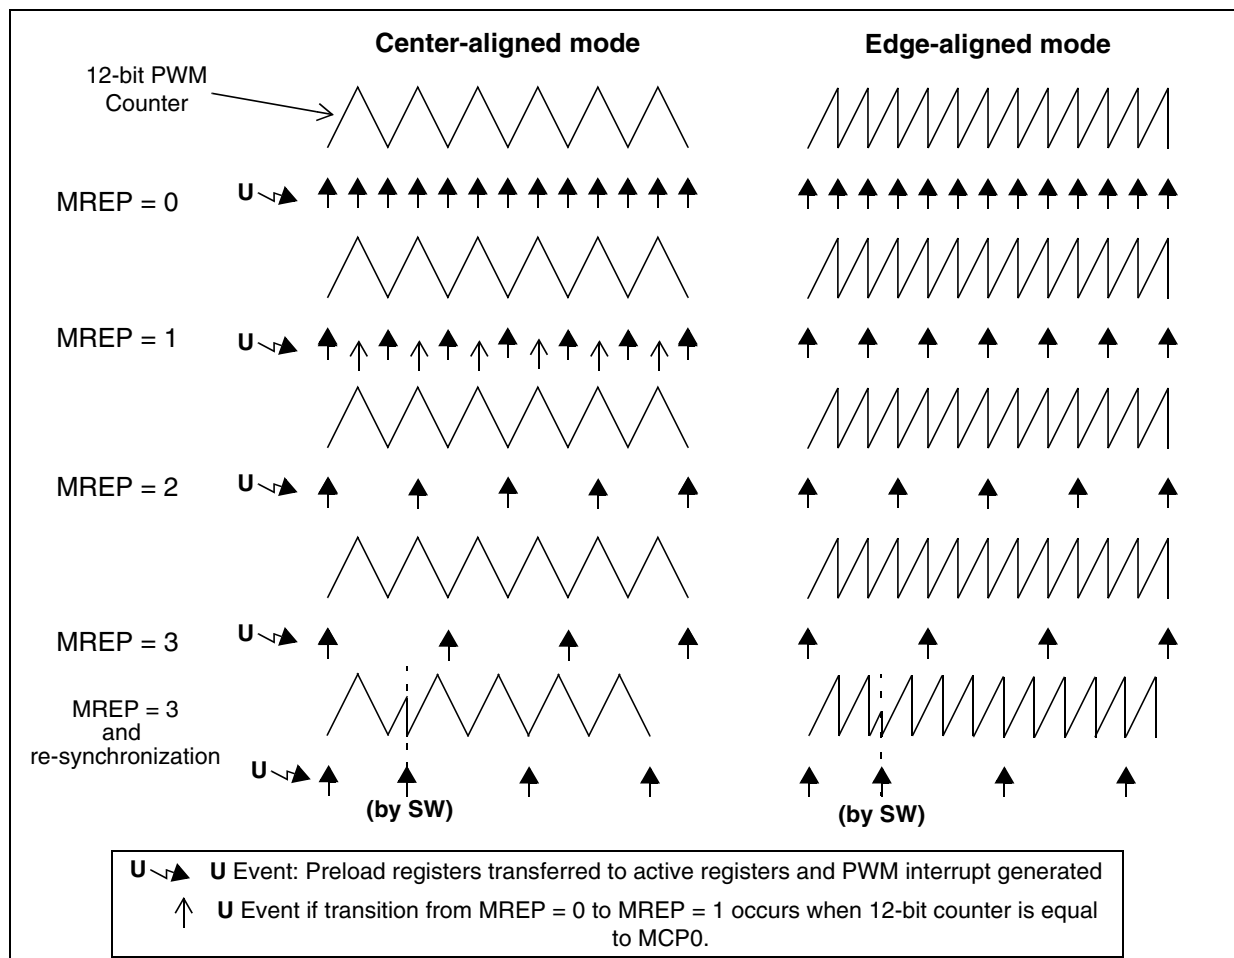 Center-aligned mode
Edge-aligned mode
12-bit PWM
Counter
U
MREP = 0
U
MREP = 1
U
MREP = 2
U
MREP = 3
MREP = 3
and
re-synchronization
U
(by SW)
(by SW)
U U Event: Preload registers transferred to active registers and PWM interrupt generated
U Event if transition from MREP = 0 to MREP = 1 occurs when 12-bit counter is equal
to MCP0.